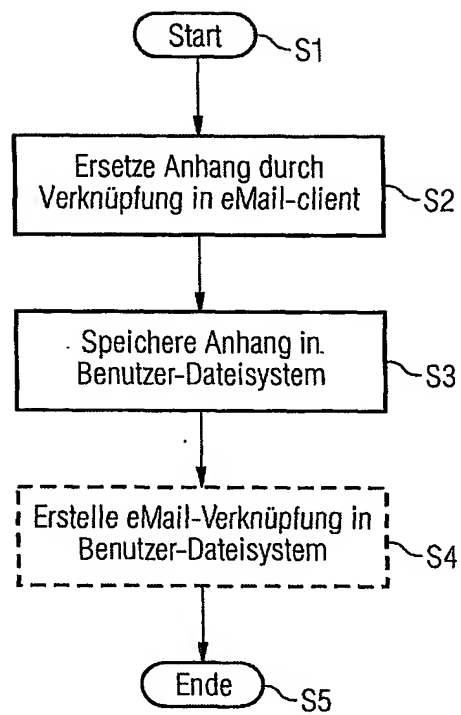 Start
S1
Ersetze Anhang durch
Verknüpfung in eMail-client
S2
Speichere Anhang in
Benutzer-Dateisystem
S3
Erstelle eMail-Verknüpfung in
Benutzer-Dateisystem
S4
Ende
S5